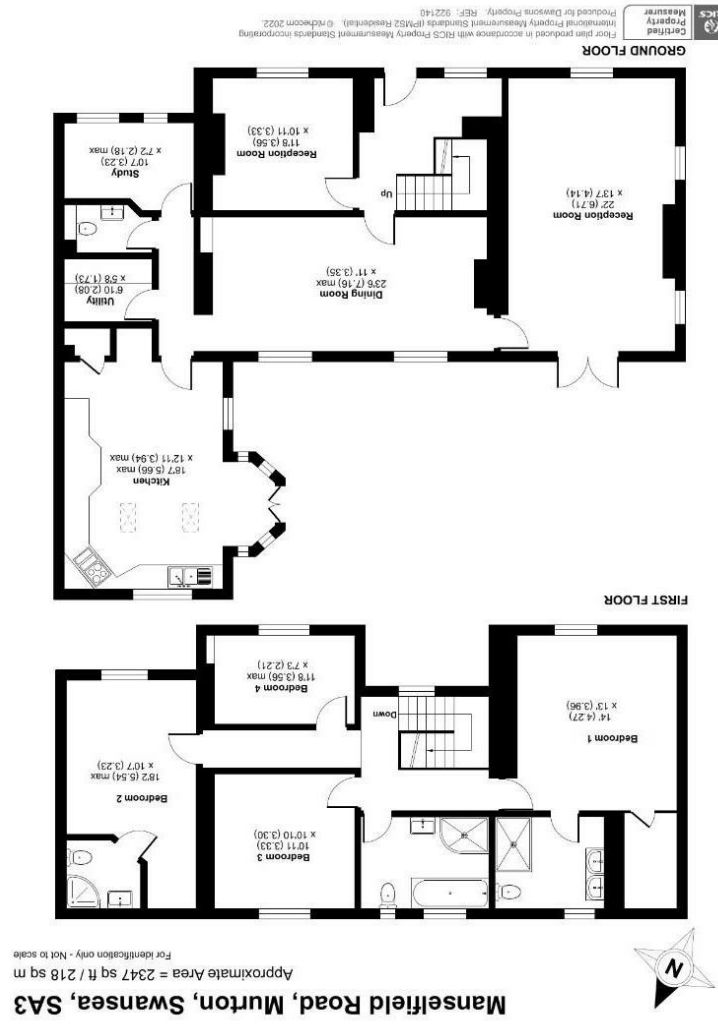 Manselfield Road, Murton, Swansea, SA3
Approximate Area = 2347 sq ft / 218 sq m
For identification only - Not to scale
N
Bedroom 3
10'11 (3.33)
x 10'10 (3.30)
Bedroom 2
18'2 (5.54) max
x 10'7 (3.23)
Bedroom 1
14' (4.27)
x 13' (3.96)
Down
Bedroom 4
11'8 (3.56) max
x 7'3 (2.21)
FIRST FLOOR
Kitchen
18'7 (5.66) max
x 12'11 (3.94) max
Utility
6'10 (2.08)
x 5'8 (1.73)
Dining Room
23'6 (7.16) max
x 11' (3.35)
Reception Room
22' (6.71)
x 13'7 (4.14)
Up
Reception Room
11'8 (3.56)
x 10'11 (3.33)
Study
10'7 (3.23)
x 7'2 (2.18) max
GROUND FLOOR
Certified
Property
Measurer
RICS
Floor plan produced in accordance with RICS Property Measurement Standards incorporating
International Property Measurement Standards (IPMS2 Residential). ©nichecom 2022.
Produced for Dawsons Property. REF: 922140